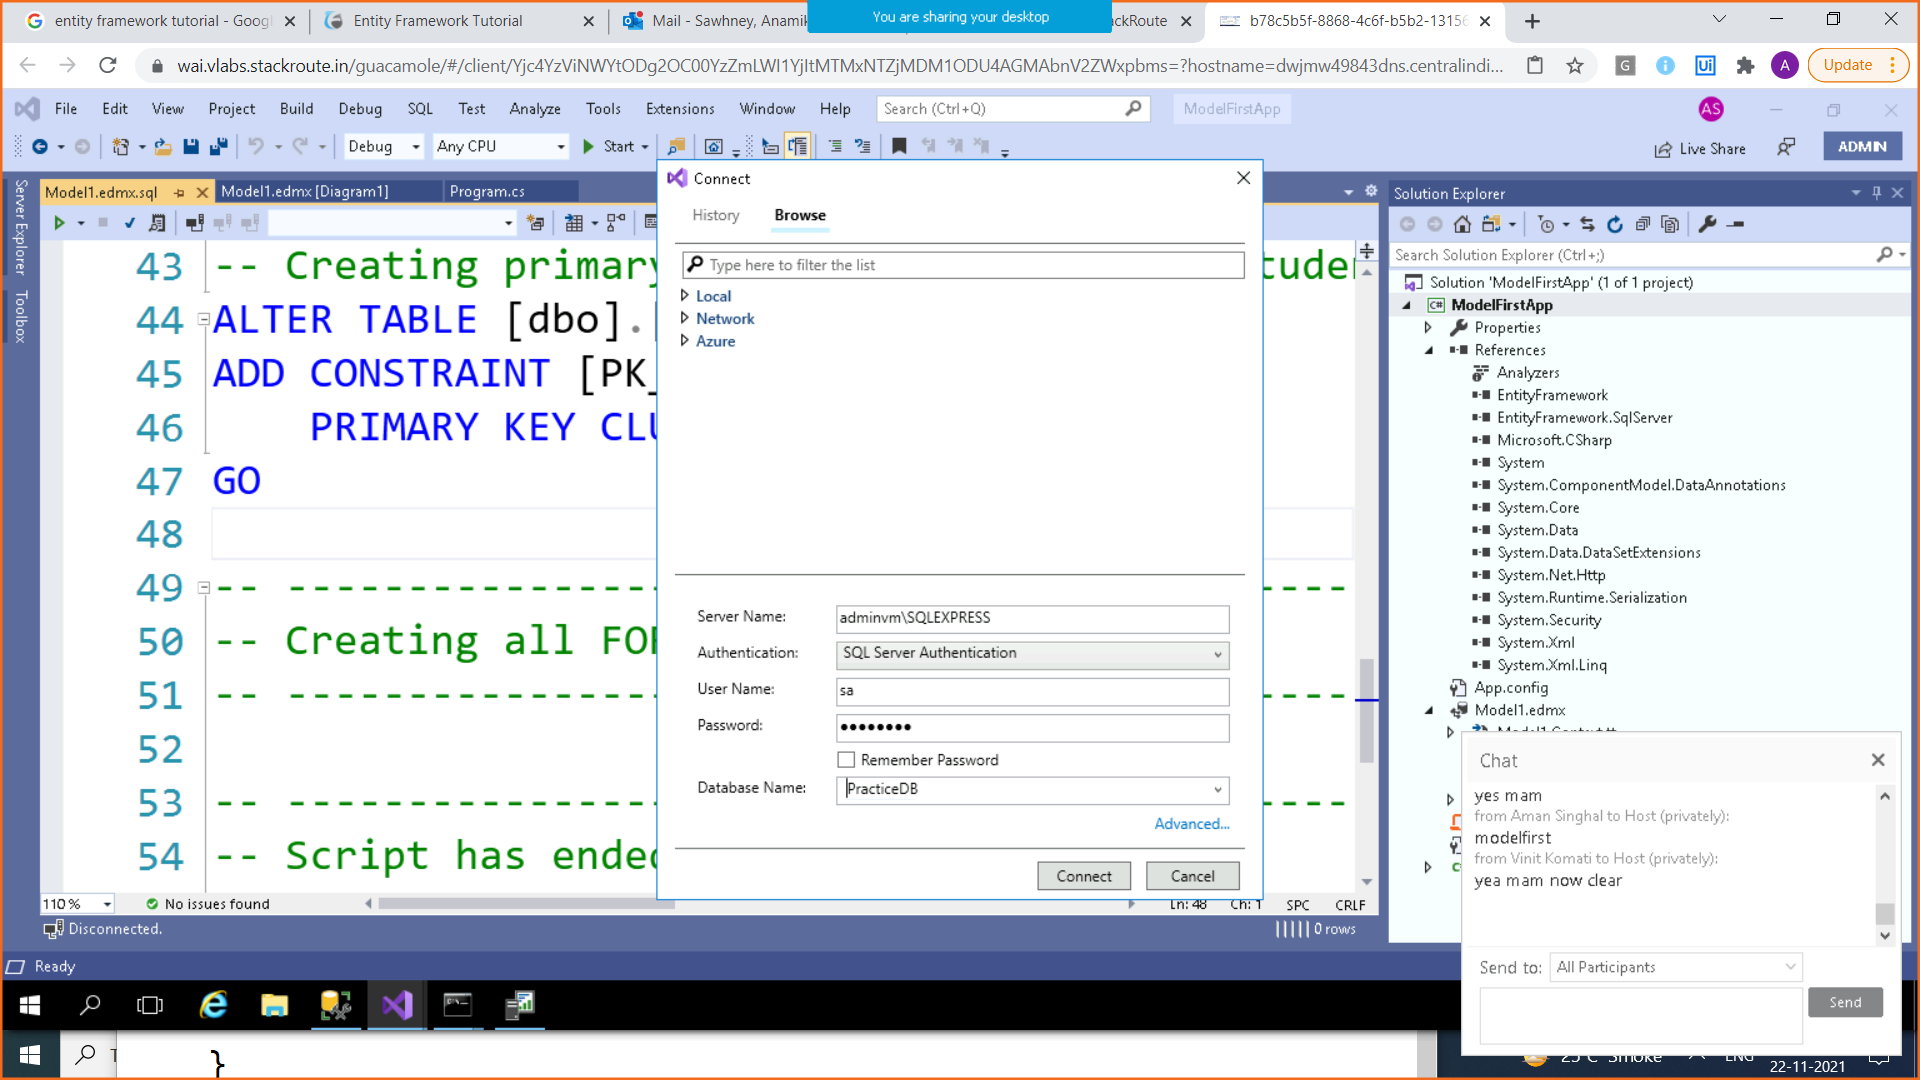 entity framework tutorial - Goog
Entity Framework Tutorial
Mail - Sawhney, Anamik
You are sharing your desktop
ckRoute
b78c5b5f-8868-4c6f-b5b2-13156
wai.vlabs.stackroute.in/guacamole/#/client/Yjc4YzViNWYtODg2OC00YzZmLWI1YjItMTMxNTZjMDM1ODU4AGMAbnV2ZWxpbms=?hostname=dwjmw49843dns.centralindi...
A
Update
File Edit View Project Build Debug SQL Test Analyze Tools Extensions Window Help
Search (Ctrl+Q)
ModelFirstApp
AS
Debug
Any CPU
Start
Live Share
ADMIN
Server Explorer
Toolbox
Model1.edmx.sql
Model1.edmx [Diagram1]
Program.cs
43 -- Creating primary
tuden
44 ALTER TABLE [dbo].
45 ADD CONSTRAINT [PK_
46 PRIMARY KEY CLU
47 GO
48
49 -- ----------------
50 -- Creating all FOR
51 -- ----------------
52
53 -- ----------------
54 -- Script has ended
110 %
No issues found
Ln: 48 Ch: 1 SPC CRLF
Disconnected.
0 rows
Ready
Connect
History
Browse
Type here to filter the list
Local
Network
Azure
Server Name: adminvm\SQLEXPRESS
Authentication: SQL Server Authentication
User Name: sa
Password: ●●●●●●●●
Remember Password
Database Name: PracticeDB
Advanced...
Connect
Cancel
Solution Explorer
Search Solution Explorer (Ctrl+;)
Solution 'ModelFirstApp' (1 of 1 project)
C# ModelFirstApp
Properties
References
Analyzers
EntityFramework
EntityFramework.SqlServer
Microsoft.CSharp
System
System.ComponentModel.DataAnnotations
System.Core
System.Data
System.Data.DataSetExtensions
System.Net.Http
System.Runtime.Serialization
System.Security
System.Xml
System.Xml.Linq
App.config
Model1.edmx
Chat
yes mam
from Aman Singhal to Host (privately):
modelfirst
from Vinit Komati to Host (privately):
yea mam now clear
Send to: All Participants
Send
}
25°C Smoke
ENG
22-11-2021